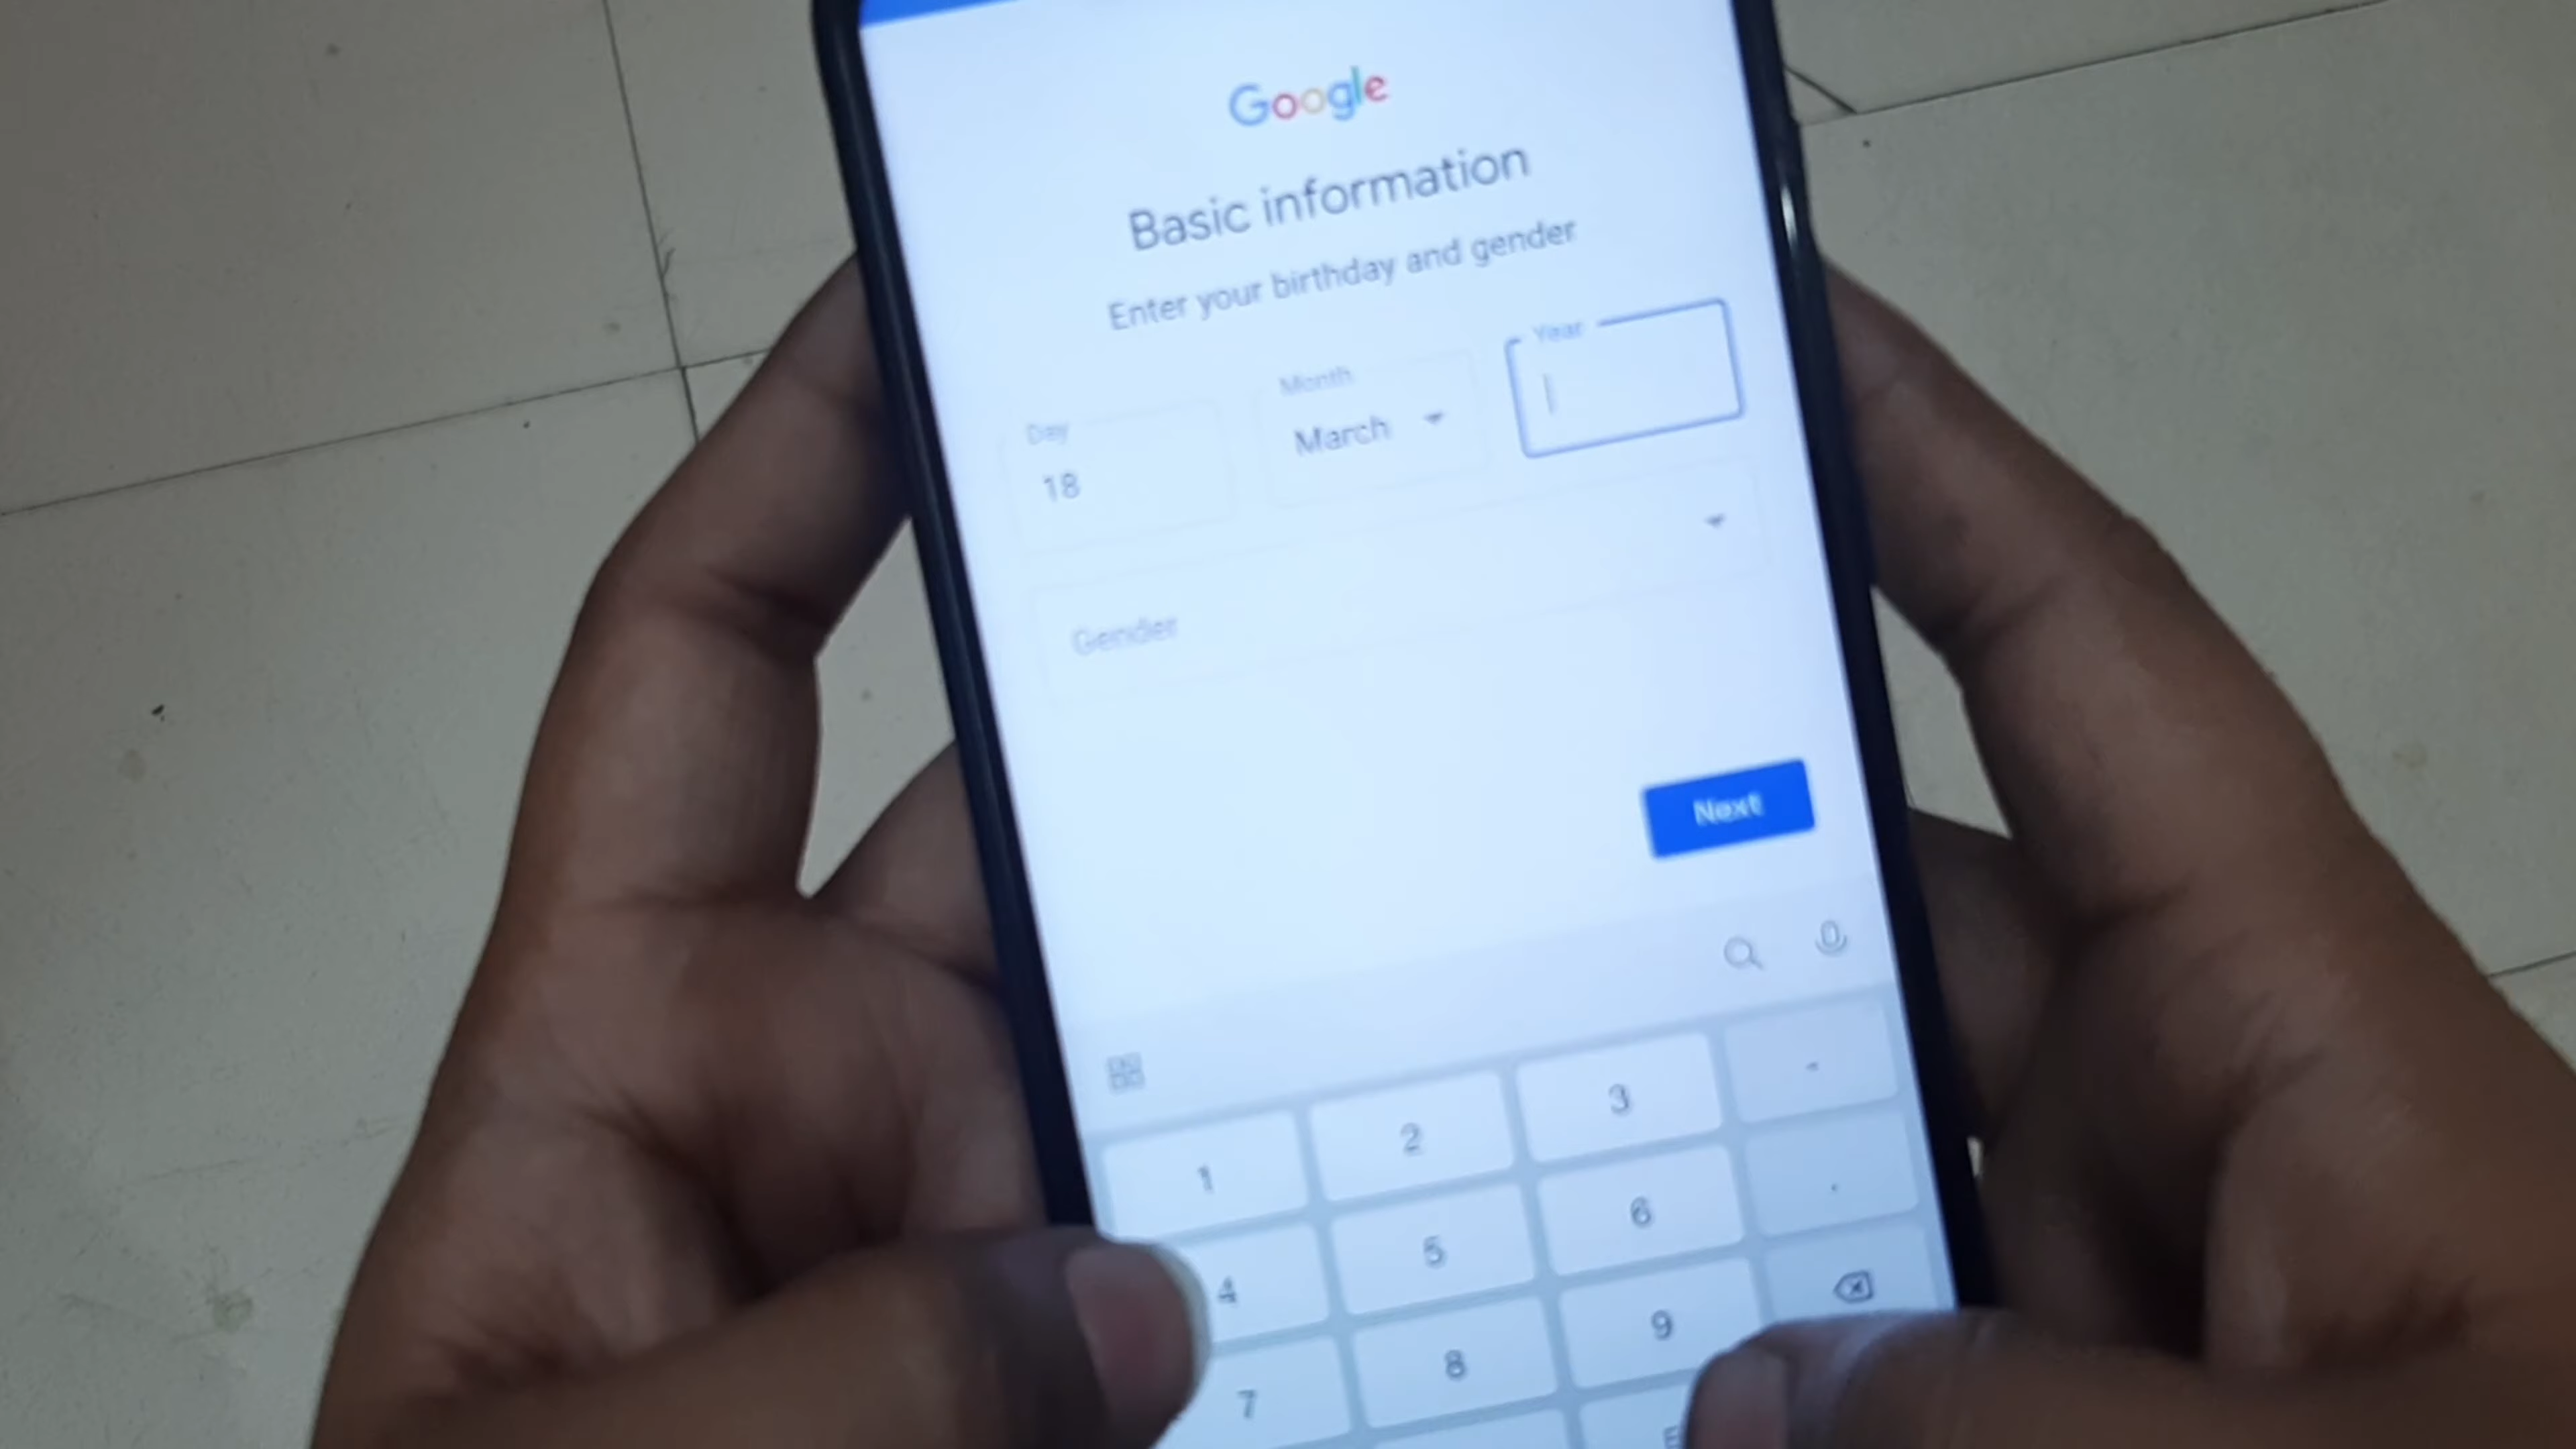 Google
Basic information
Enter your birthday and gender
Day
Month
Year
18
March
Gender
Next
1 2 3 -
4 5 6 .
7 8 9